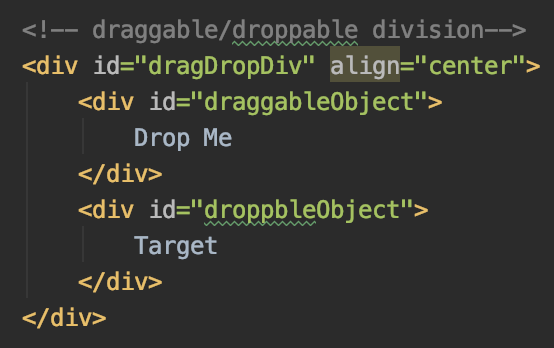 <!-- draggable/droppable division-->
<div id="dragDropDiv" align="center">
    <div id="draggableObject">
        Drop Me
    </div>
    <div id="droppbleObject">
        Target
    </div>
</div>